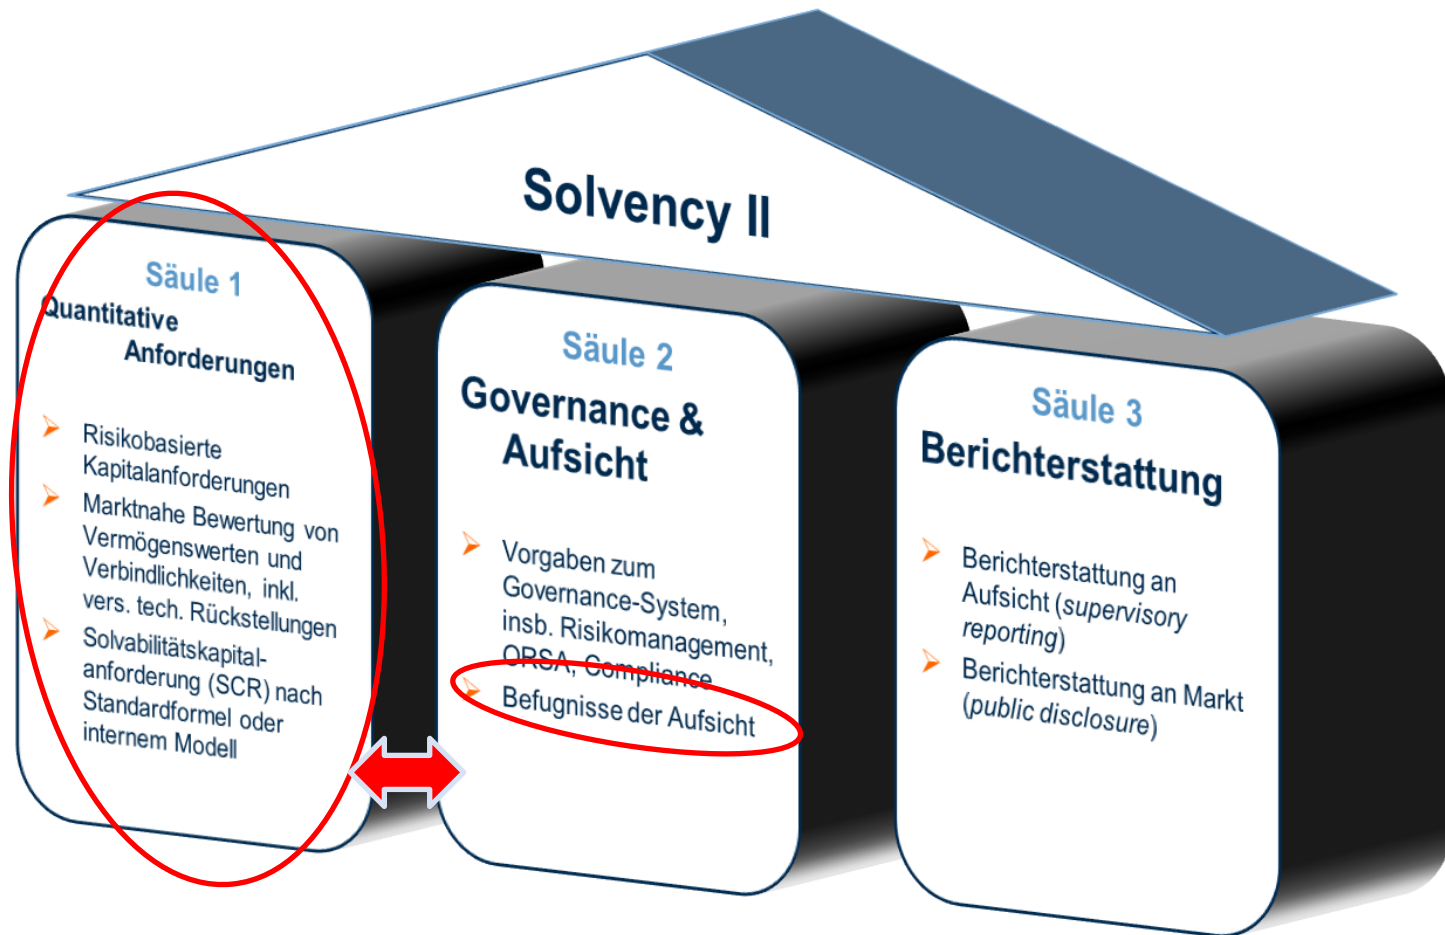 Solvency II
Säule 1
Quantitative
Anforderungen
Risikobasierte
Kapitalanforderungen
Marktnahe Bewertung von
Vermögenswerten und
Verbindlichkeiten, inkl.
vers. tech. Rückstellungen
Solvabilitätskapital-
anforderung (SCR) nach
Standardformel oder
internem Modell
Säule 2
Governance &
Aufsicht
Vorgaben zum
Governance-System,
insb. Risikomanagement,
ORSA, Compliance
Befugnisse der Aufsicht
Säule 3
Berichterstattung
Berichterstattung an
Aufsicht (supervisory
reporting)
Berichterstattung an Markt
(public disclosure)